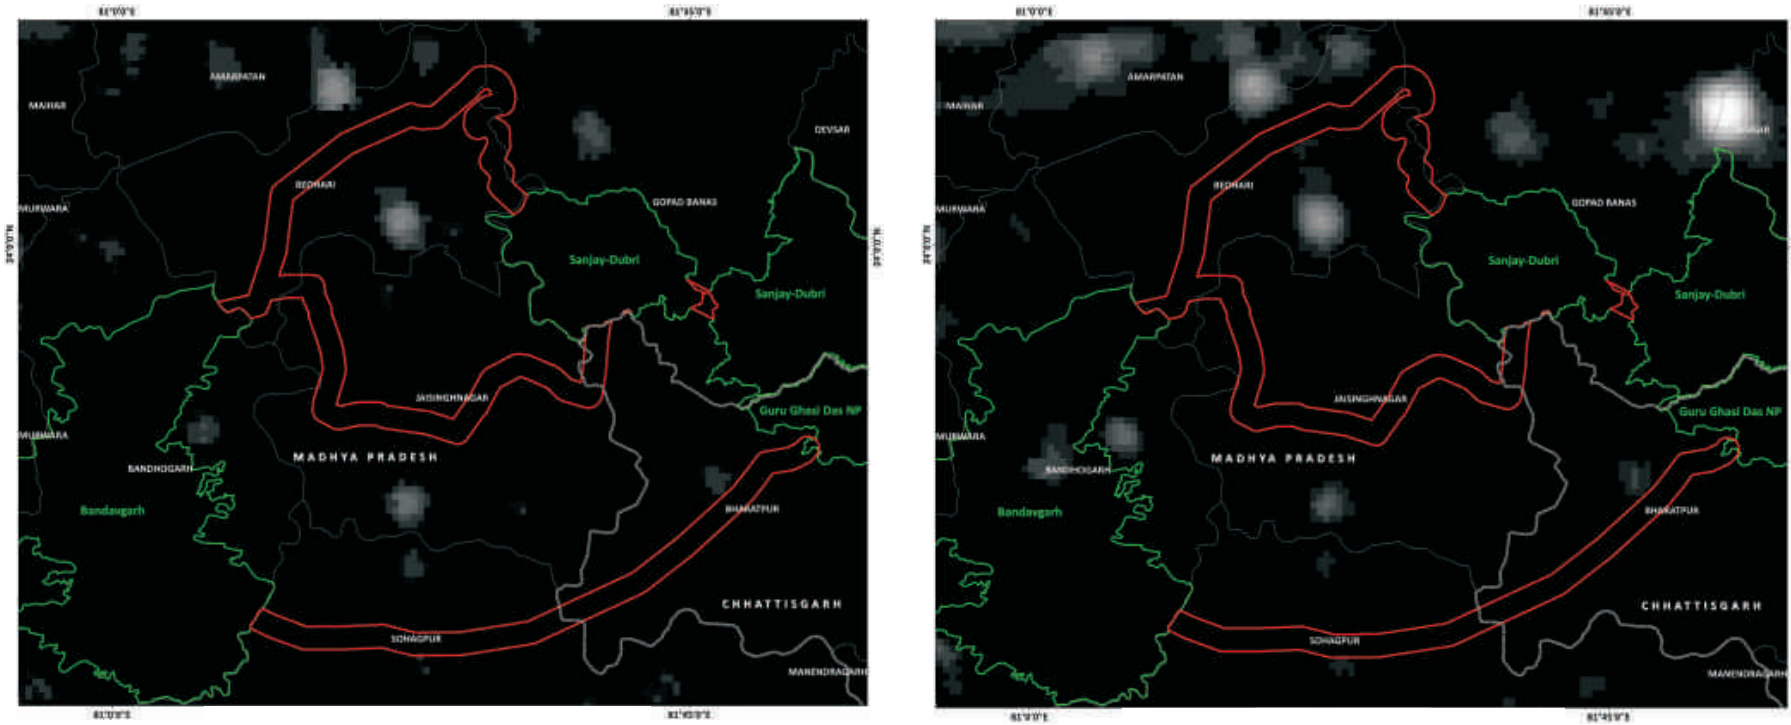 81°0'0"E
81°45'0"E
AMARPATAN
MAIHAR
DEVSAR
BEOHARI
MURWARA
GOPAD BANAS
24°0'0"N
24°0'0"N
Sanjay-Dubri
Sanjay-Dubri
JAISINGHNAGAR
Guru Ghasi Das NP
MURWARA
MADHYA PRADESH
BANDHOGARH
Bandavgarh
BHARATPUR
CHHATTISGARH
SOHAGPUR
MANENDRAGARH
81°0'0"E
81°45'0"E
81°0'0"E
81°45'0"E
AMARPATAN
MAIHAR
BEOHARI
MURWARA
GOPAD BANAS
24°0'0"N
Sanjay-Dubri
Sanjay-Dubri
JAISINGHNAGAR
Guru Ghasi Das NP
MURWARA
MADHYA PRADESH
BANDHOGARH
Bandavgarh
BHARATPUR
CHHATTISGARH
SOHAGPUR
MANENDRAGARH
81°0'0"E
81°45'0"E